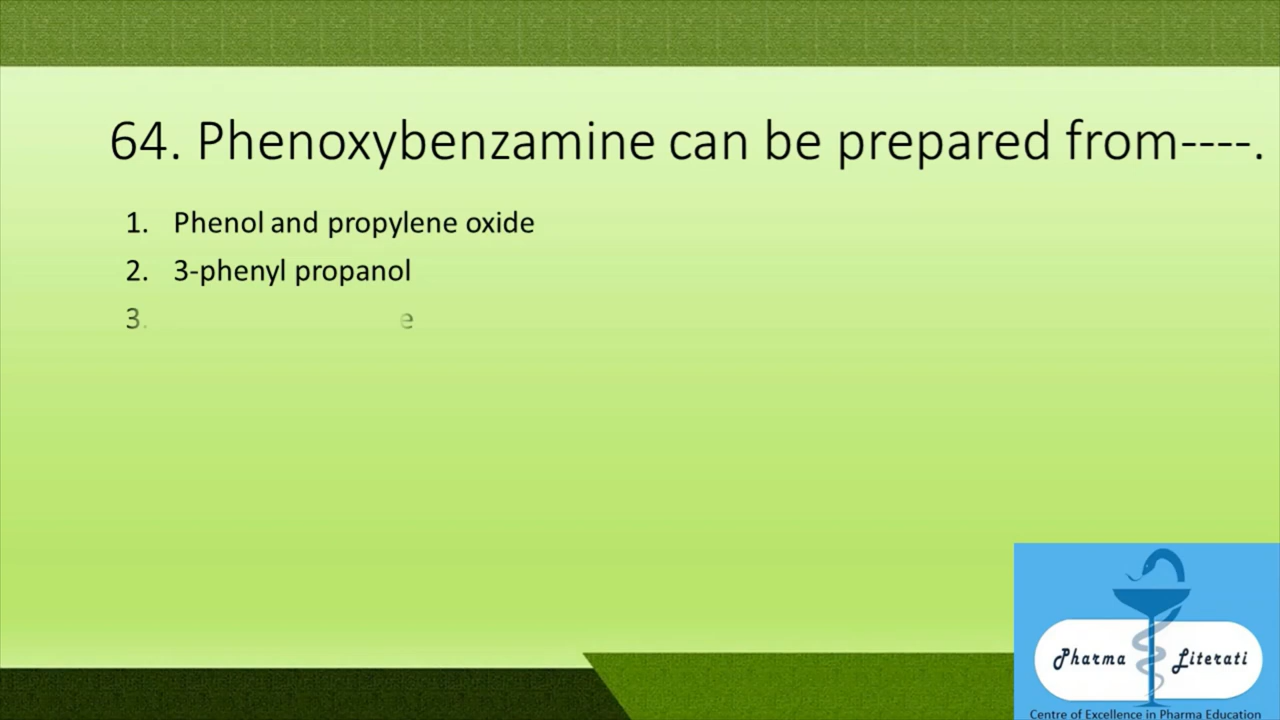 64. Phenoxybenzamine can be prepared from----.
1. Phenol and propylene oxide
2. 3-phenyl propanol
3. e
Pharma Literati
Centre of Excellence in Pharma Education